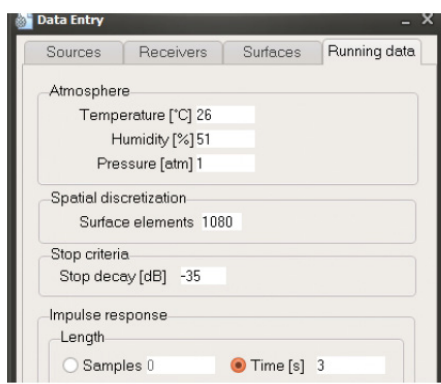 Data Entry
Sources Receivers Surfaces Running data
Atmosphere
Temperature [°C] 26
Humidity [%] 51
Pressure [atm] 1
Spatial discretization
Surface elements 1080
Stop criteria
Stop decay [dB] -35
Impulse response
Length
Samples 0 Time [s] 3